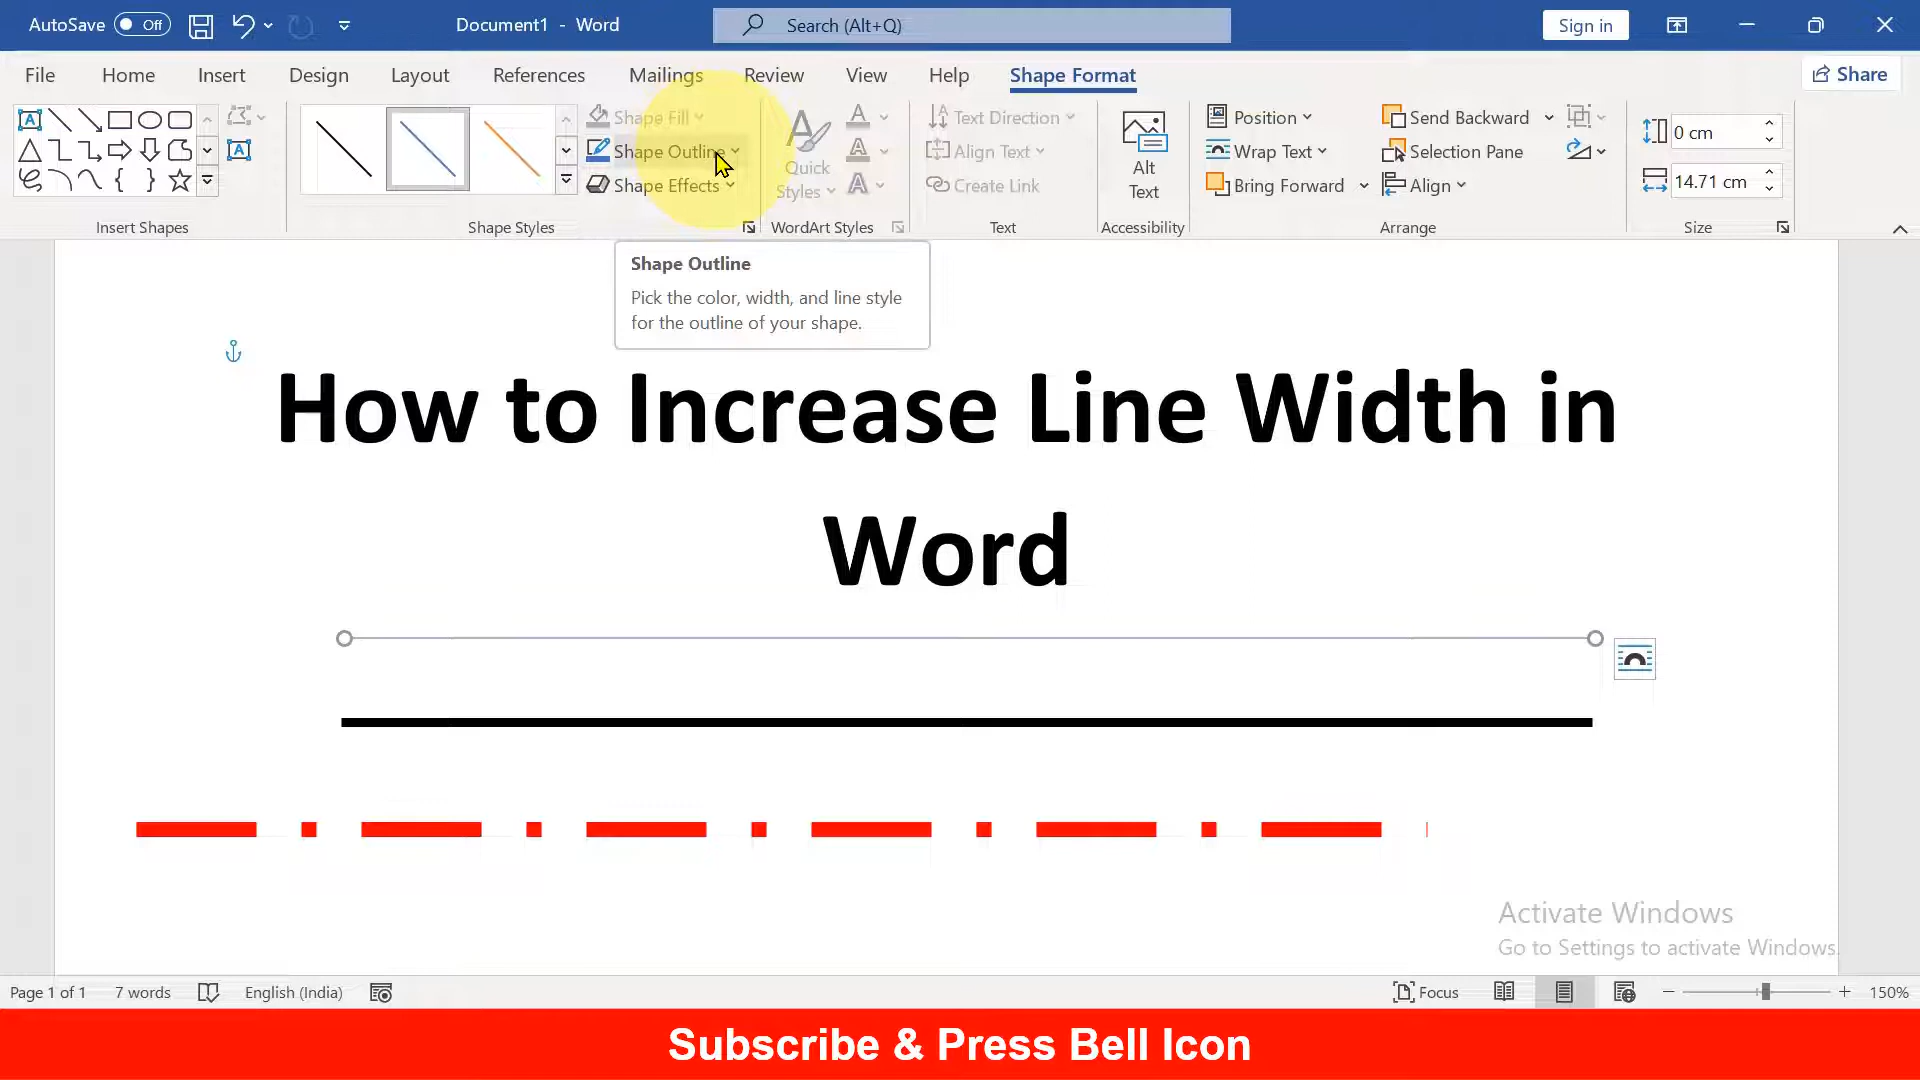 AutoSave Off Document1 - Word Search (Alt+Q) Sign in
File Home Insert Design Layout References Mailings Review View Help Shape Format Share
Shape Fill
Shape Outline
Shape Effects
Quick
Styles
Text Direction
Align Text
Create Link
Alt
Text
Position
Wrap Text
Bring Forward
Send Backward
Selection Pane
Align
0 cm
14.71 cm
Insert Shapes Shape Styles WordArt Styles Text Accessibility Arrange Size
Shape Outline
Pick the color, width, and line style
for the outline of your shape.
How to Increase Line Width in
Word
Activate Windows
Go to Settings to activate Windows.
Page 1 of 1 7 words English (India) Focus 150%
Subscribe & Press Bell Icon